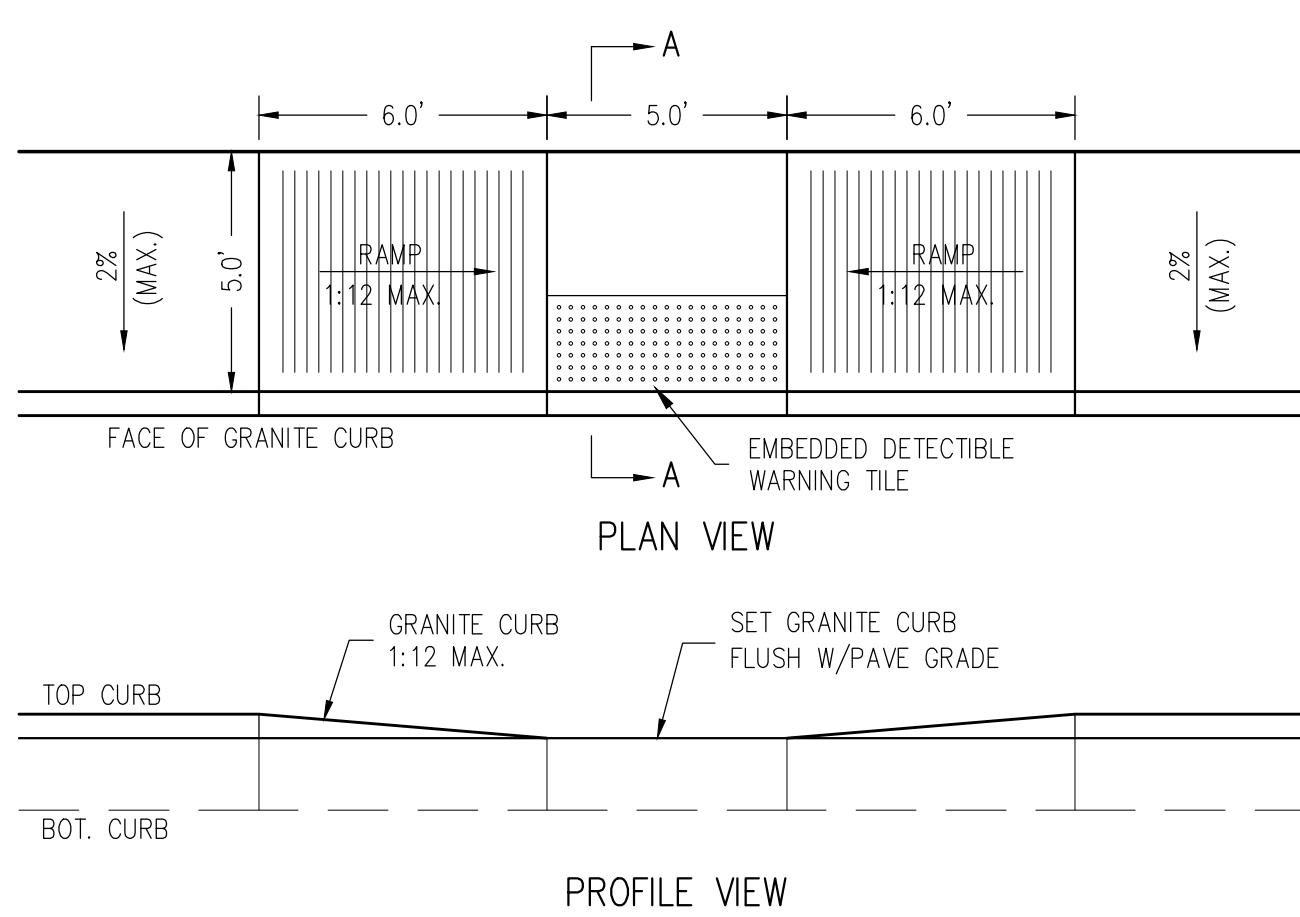 A
6.0'
5.0'
6.0'
2%
(MAX.)
5.0'
RAMP
1:12 MAX.
RAMP
1:12 MAX.
2%
(MAX.)
FACE OF GRANITE CURB
EMBEDDED DETECTIBLE
WARNING TILE
A
PLAN VIEW
GRANITE CURB
1:12 MAX.
SET GRANITE CURB
FLUSH W/PAVE GRADE
TOP CURB
BOT. CURB
PROFILE VIEW